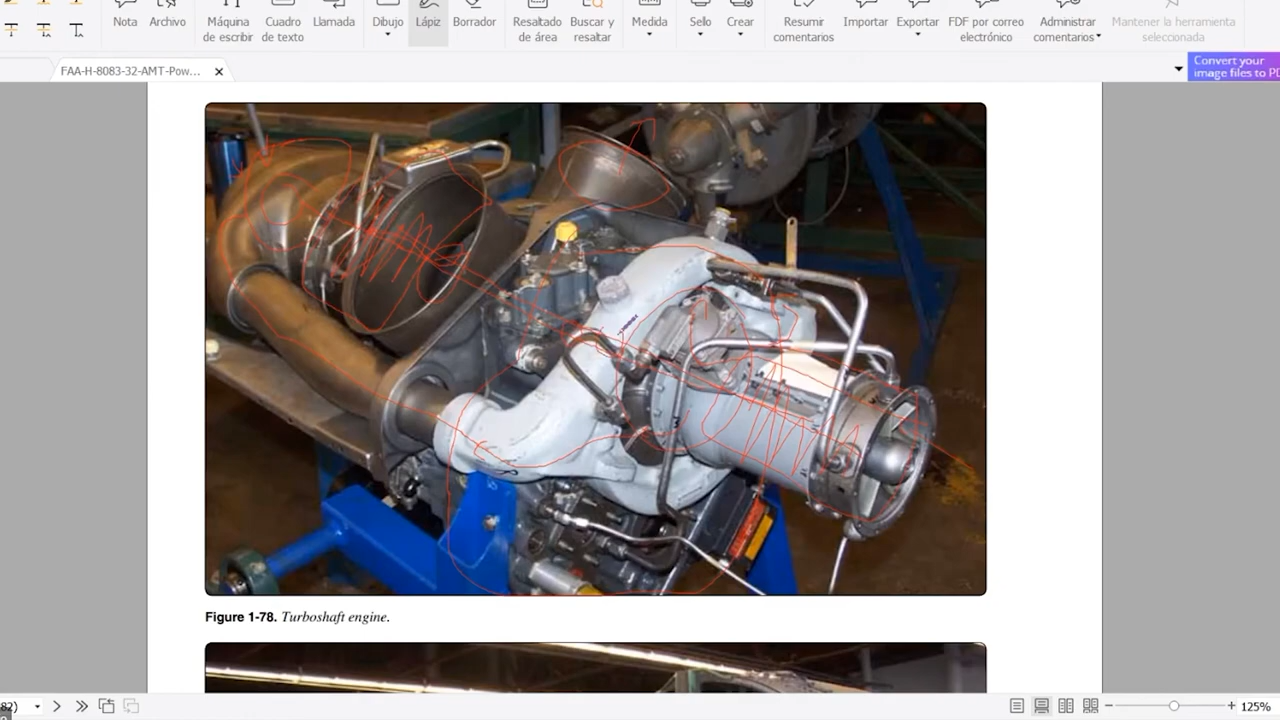 Nota
Archivo
Máquina
de escribir
Cuadro
de texto
Llamada
Dibujo
Lápiz
Borrador
Resaltado
de área
Buscar y
resaltar
Medida
Sello
Crear
Resumir
comentarios
Importar
Exportar
FDF por correo
electrónico
Administrar
comentarios
Mantener la herramienta
seleccionada
FAA-H-8083-32-AMT-Pow...
Convert your
image files to PD
Figure 1-78. Turboshaft engine.
82)
125%